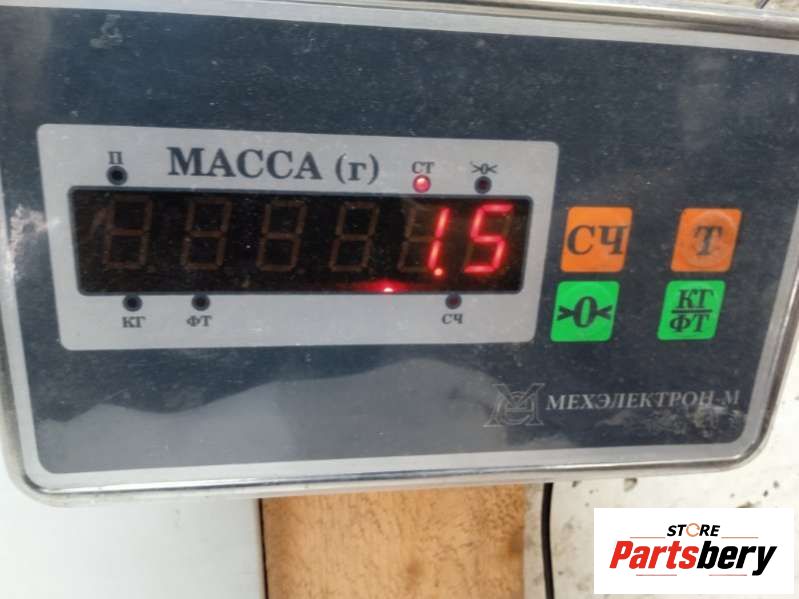 П МАССА (г) СТ >0<
1.5
КГ ФТ СЧ
СЧ Т
>0< КГ/ФТ
МЕХЭЛЕКТРОН-М
STORE
Partsbery